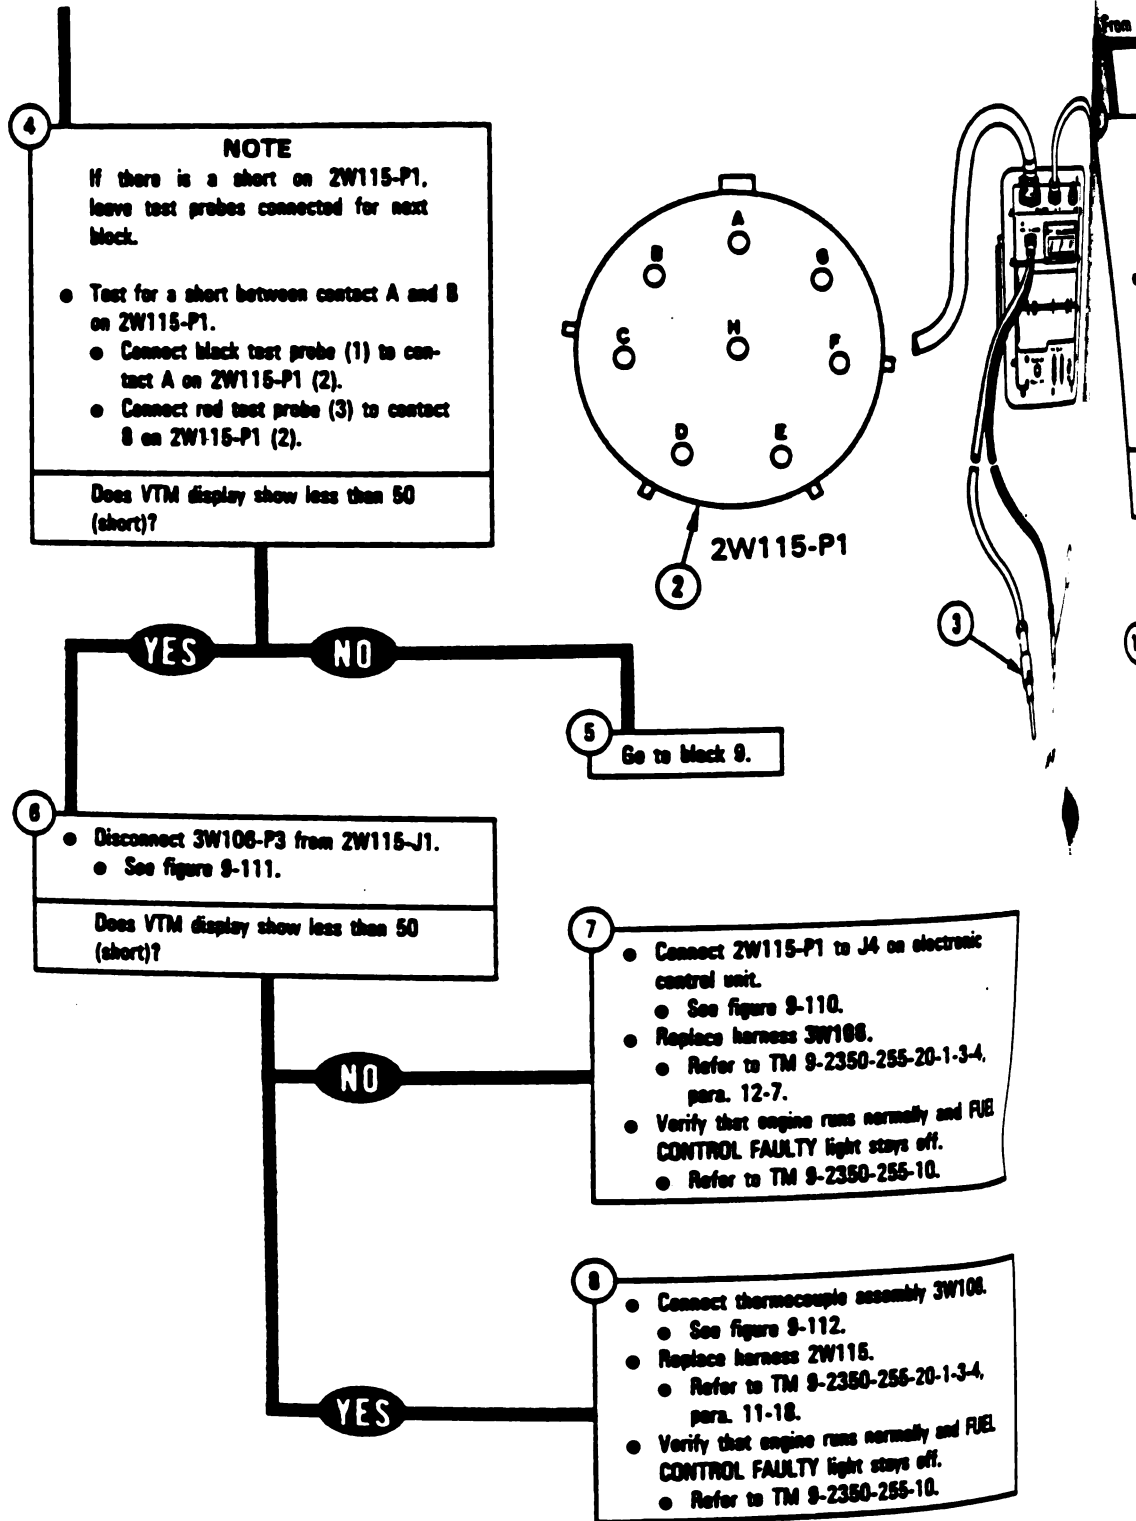 from
4
NOTE
If there is a short on 2W115-P1,
leave test probes connected for next
block.
● Test for a short between contact A and B
on 2W115-P1.
● Connect black test probe (1) to con-
tact A on 2W115-P1 (2).
● Connect red test probe (3) to contact
B on 2W115-P1 (2).
Does VTM display show less than 50
(short)?
A
B
G
C
H
F
D
E
2W115-P1
2
3
YES
NO
5
Go to block 9.
6
● Disconnect 3W106-P3 from 2W115-J1.
● See figure 9-111.
Does VTM display show less than 50
(short)?
NO
7
● Connect 2W115-P1 to J4 on electronic
control unit.
● See figure 9-110.
● Replace harness 3W106.
● Refer to TM 9-2350-255-20-1-3-4,
para. 12-7.
● Verify that engine runs normally and FUEL
CONTROL FAULTY light stays off.
● Refer to TM 9-2350-255-10.
YES
8
● Connect thermocouple assembly 3W106.
● See figure 9-112.
● Replace harness 2W115.
● Refer to TM 9-2350-255-20-1-3-4,
para. 11-18.
● Verify that engine runs normally and FUEL
CONTROL FAULTY light stays off.
● Refer to TM 9-2350-255-10.